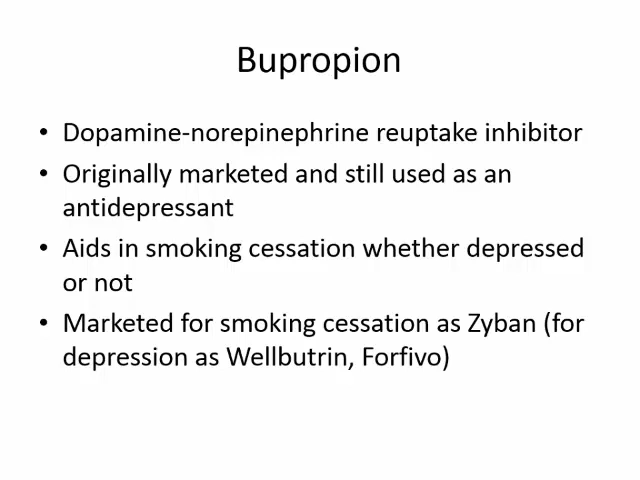 Bupropion
• Dopamine-norepinephrine reuptake inhibitor
• Originally marketed and still used as an
antidepressant
• Aids in smoking cessation whether depressed
or not
• Marketed for smoking cessation as Zyban (for
depression as Wellbutrin, Forfivo)